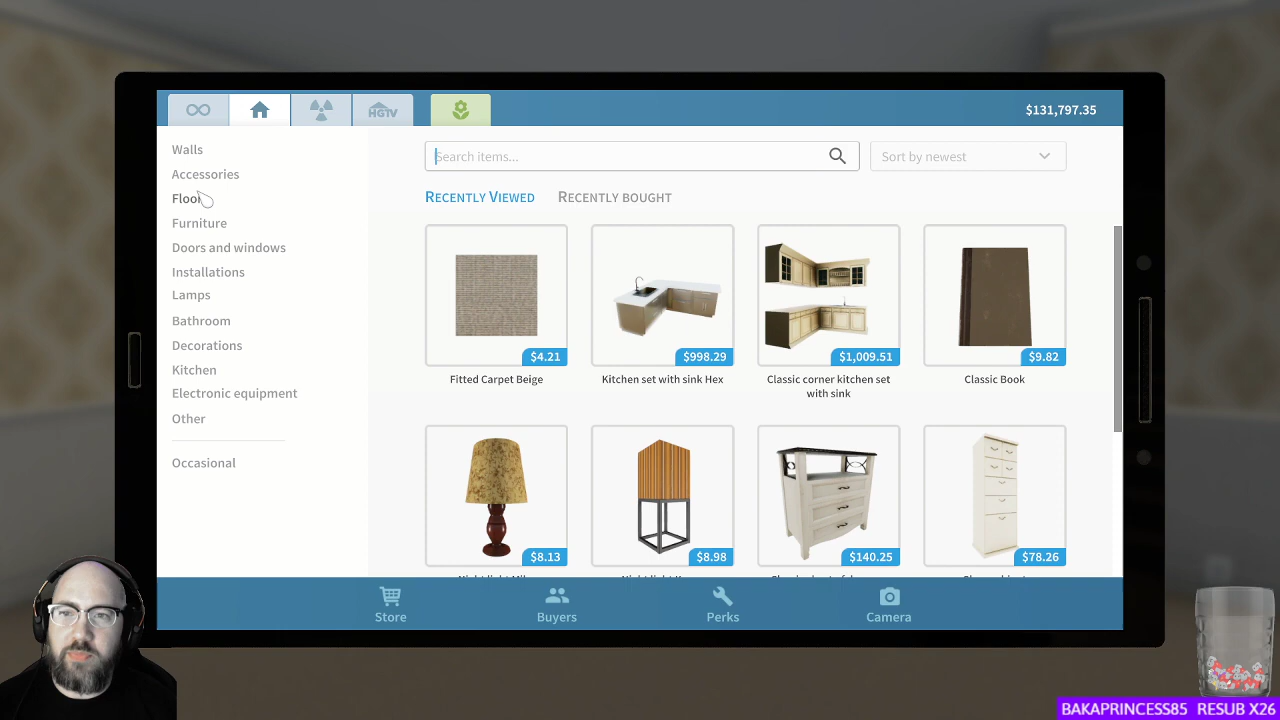 HGTV
$131,797.35
Walls
Accessories
Floor
Furniture
Doors and windows
Installations
Lamps
Bathroom
Decorations
Kitchen
Electronic equipment
Other
Occasional
Search items...
Sort by newest
RECENTLY VIEWED
RECENTLY BOUGHT
$4.21
$998.29
$1,009.51
$9.82
Fitted Carpet Beige
Kitchen set with sink Hex
Classic corner kitchen set
with sink
Classic Book
$8.13
$8.98
$140.25
$78.26
Store
Buyers
Perks
Camera
BAKAPRINCESS85 RESUB X26